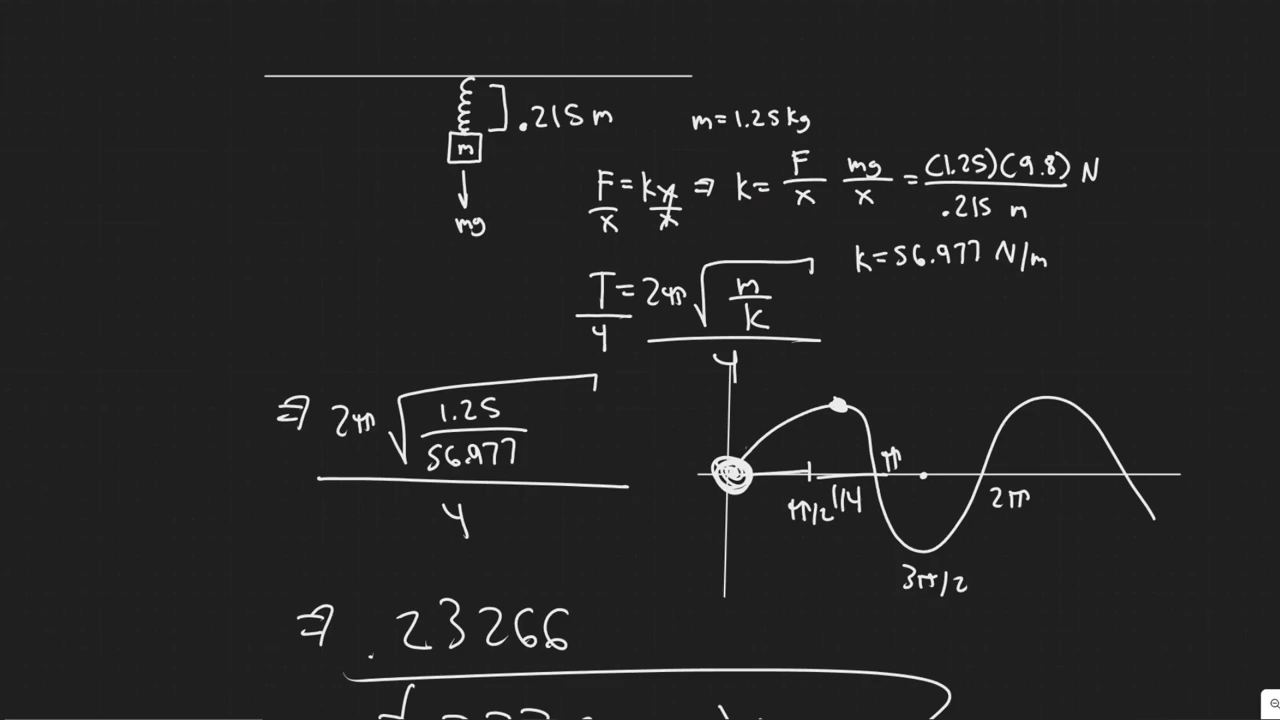 .215 m
m=1.25 kg
m
mg
F/x = kx/x ⇒ k= F/x mg/x = (1.25)(9.8) N / .215 m
k=56.977 N/m
T/4 = 2π√(m/k) / 4
⇒ 2π√(1.25/56.977) / 4
π
π/2 1/4
2π
3π/2
⇒ .23266